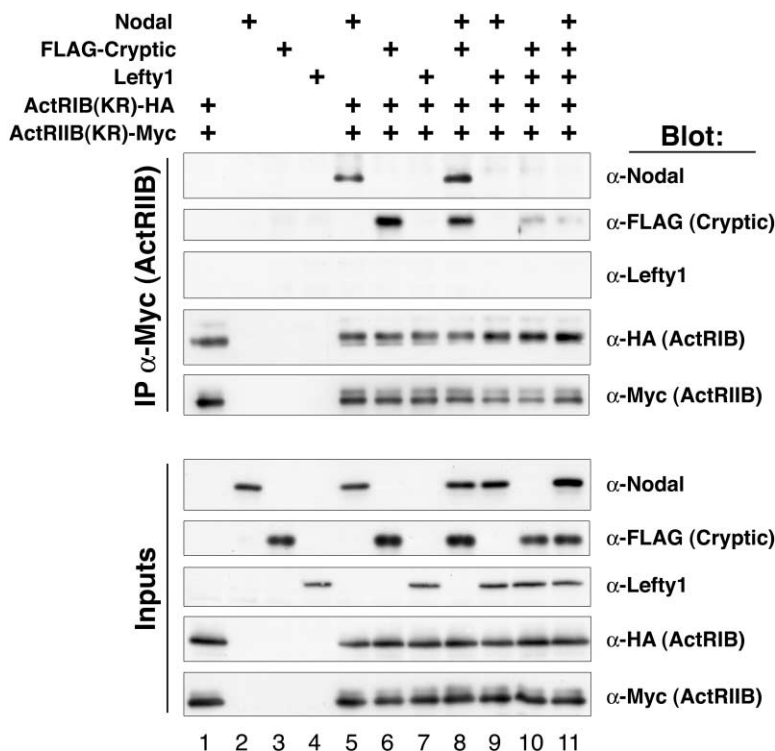 Nodal + + + + +
FLAG-Cryptic + + + + +
Lefty1 + + + + +
ActRIB(KR)-HA + + + + + + + +
ActRIIB(KR)-Myc + + + + + + + +
Blot:
IP α-Myc (ActRIIB)
α-Nodal
α-FLAG (Cryptic)
α-Lefty1
α-HA (ActRIB)
α-Myc (ActRIIB)
Inputs
α-Nodal
α-FLAG (Cryptic)
α-Lefty1
α-HA (ActRIB)
α-Myc (ActRIIB)
1 2 3 4 5 6 7 8 9 10 11